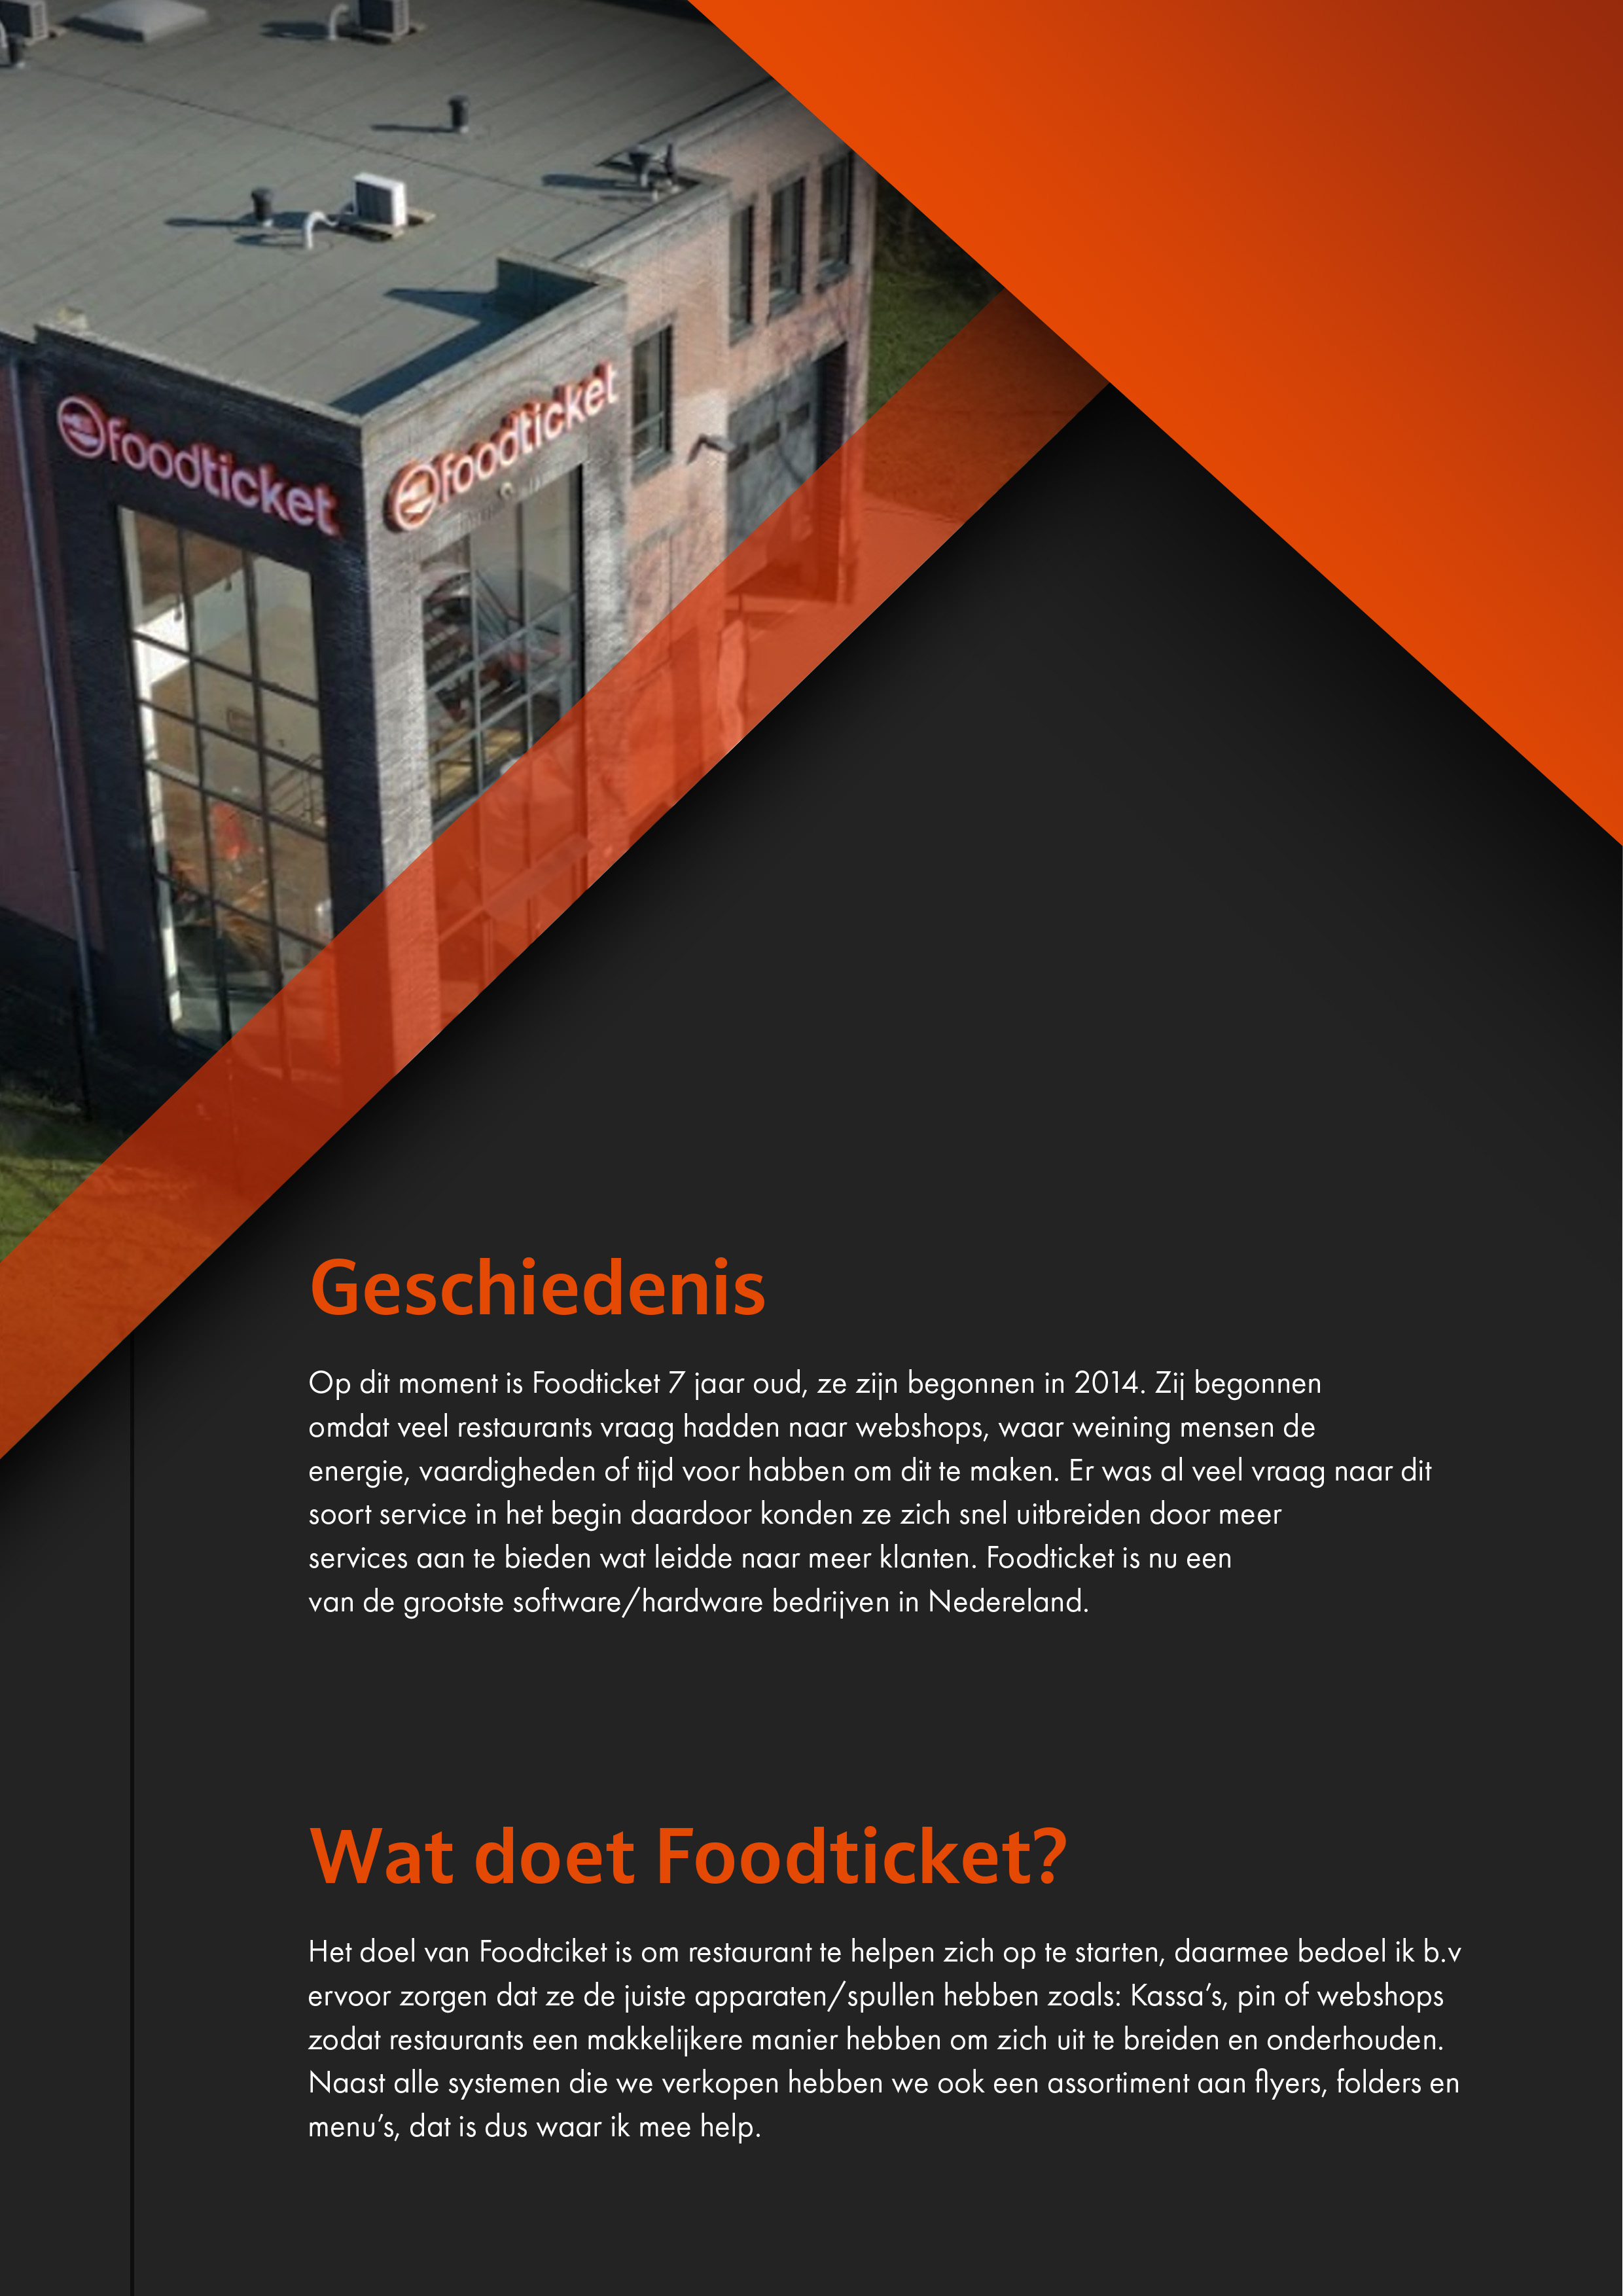 foodticket
foodticket
Geschiedenis
Op dit moment is Foodticket 7 jaar oud, ze zijn begonnen in 2014. Zij begonnen
omdat veel restaurants vraag hadden naar webshops, waar weining mensen de
energie, vaardigheden of tijd voor habben om dit te maken. Er was al veel vraag naar dit
soort service in het begin daardoor konden ze zich snel uitbreiden door meer
services aan te bieden wat leidde naar meer klanten. Foodticket is nu een
van de grootste software/hardware bedrijven in Nedereland.
Wat doet Foodticket?
Het doel van Foodtciket is om restaurant te helpen zich op te starten, daarmee bedoel ik b.v
ervoor zorgen dat ze de juiste apparaten/spullen hebben zoals: Kassa's, pin of webshops
zodat restaurants een makkelijkere manier hebben om zich uit te breiden en onderhouden.
Naast alle systemen die we verkopen hebben we ook een assortiment aan flyers, folders en
menu's, dat is dus waar ik mee help.